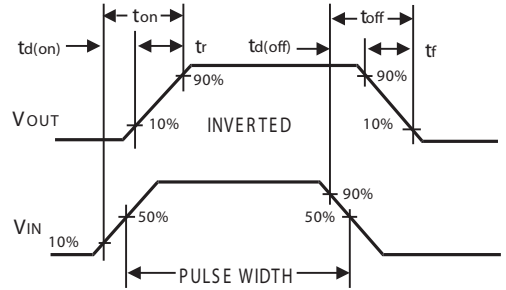 ton toff
td(on) tr td(off) tf
90% 90%
VOUT 10% INVERTED 10%
90%
50% 50%
VIN 10%
PULSE WIDTH